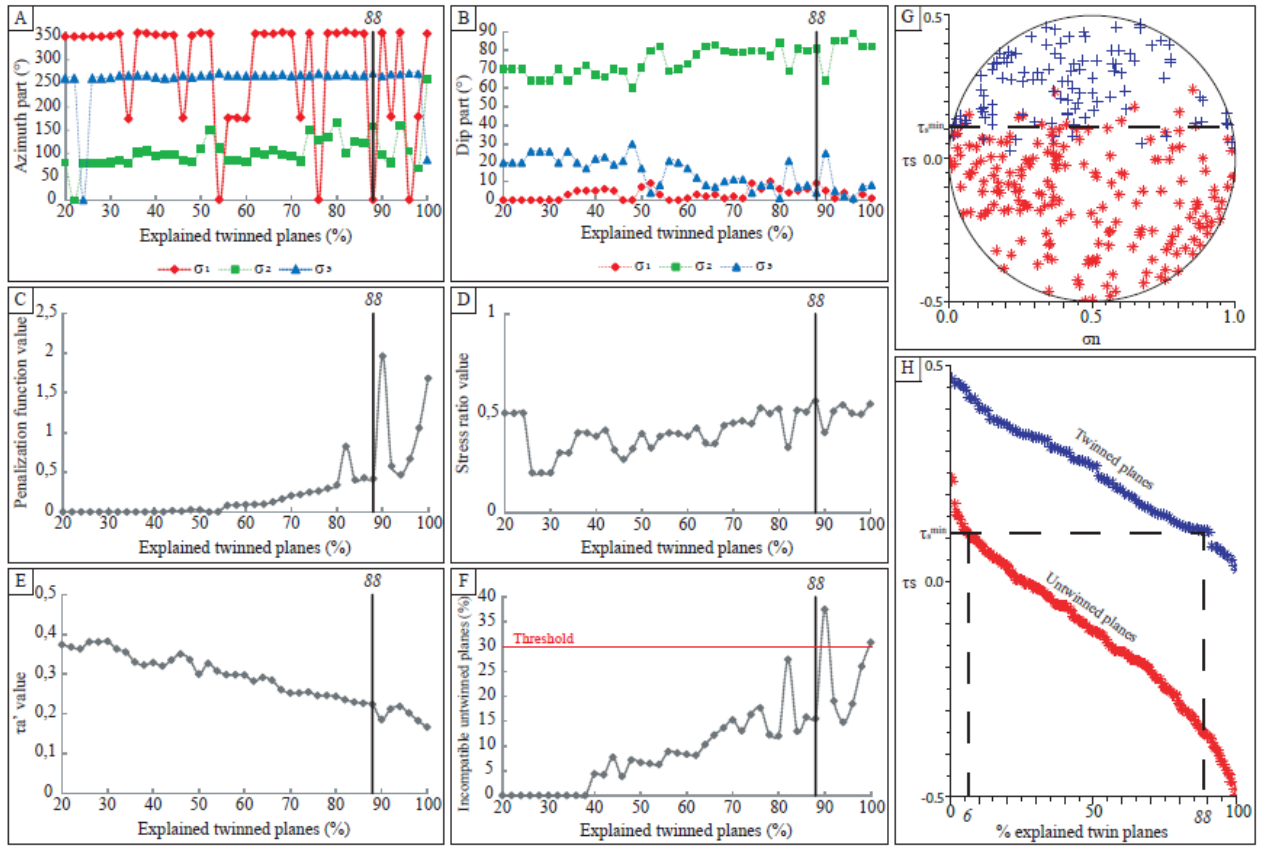 A
88
Azimuth part (°)
350
300
250
200
150
100
50
0
20 30 40 50 60 70 80 90 100
Explained twinned planes (%)
σ1 σ2 σ3
B
88
Dip part (°)
90
80
70
60
50
40
30
20
10
0
20 30 40 50 60 70 80 90 100
Explained twinned planes (%)
σ1 σ2 σ3
C
88
Penalization function value
2,5
2
1,5
1
0,5
0
20 30 40 50 60 70 80 90 100
Explained twinned planes (%)
D
88
Stress ratio value
1
0,5
0
20 30 40 50 60 70 80 90 100
Explained twinned planes (%)
E
88
τa' value
0,5
0,4
0,3
0,2
0,1
0
20 30 40 50 60 70 80 90 100
Explained twinned planes (%)
F
88
Incompatible untwinned planes (%)
40
35
30
25
20
15
10
5
0
Threshold
20 30 40 50 60 70 80 90 100
Explained twinned planes (%)
G
0.5
τs min
τs 0.0
-0.5
0.0 0.5 1.0
σn
H
0.5
Twinned planes
τs min
τs 0.0
Untwinned planes
-0.5
0 6 50 88 100
% explained twin planes